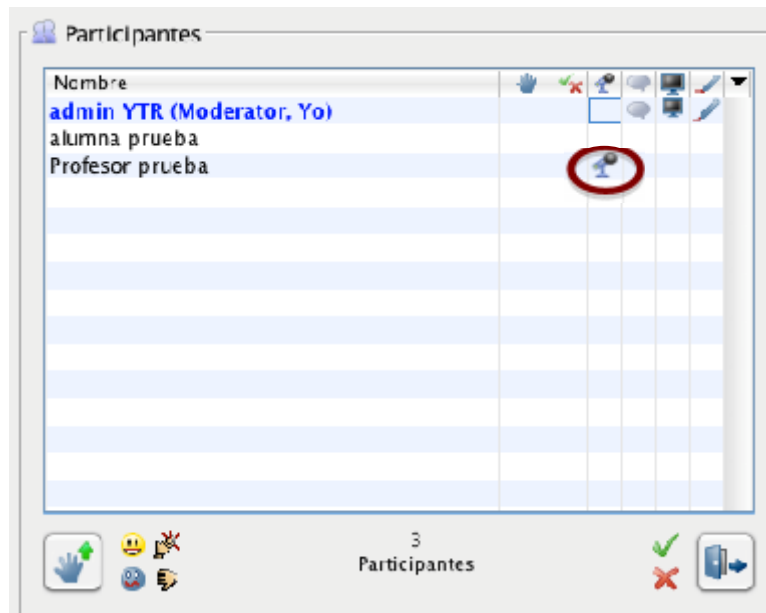 Participantes
Nombre
admin YTR (Moderator, Yo)
alumna prueba
Profesor prueba
3
Participantes